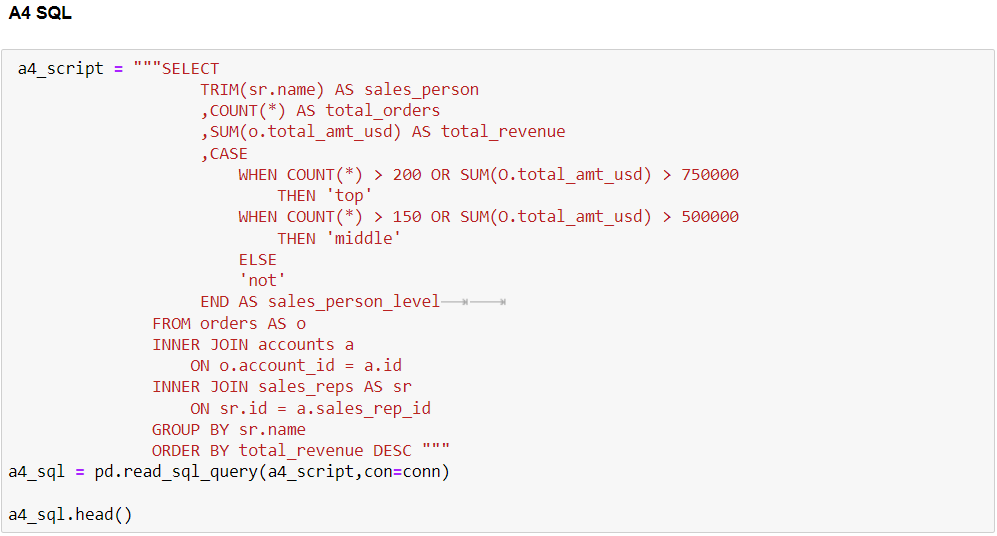 A4 SQL
a4_script = """SELECT
TRIM(sr.name) AS sales_person
,COUNT(*) AS total_orders
,SUM(o.total_amt_usd) AS total_revenue
,CASE
WHEN COUNT(*) > 200 OR SUM(O.total_amt_usd) > 750000
THEN 'top'
WHEN COUNT(*) > 150 OR SUM(O.total_amt_usd) > 500000
THEN 'middle'
ELSE
'not'
END AS sales_person_level
FROM orders AS o
INNER JOIN accounts a
ON o.account_id = a.id
INNER JOIN sales_reps AS sr
ON sr.id = a.sales_rep_id
GROUP BY sr.name
ORDER BY total_revenue DESC """
a4_sql = pd.read_sql_query(a4_script,con=conn)
a4_sql.head()